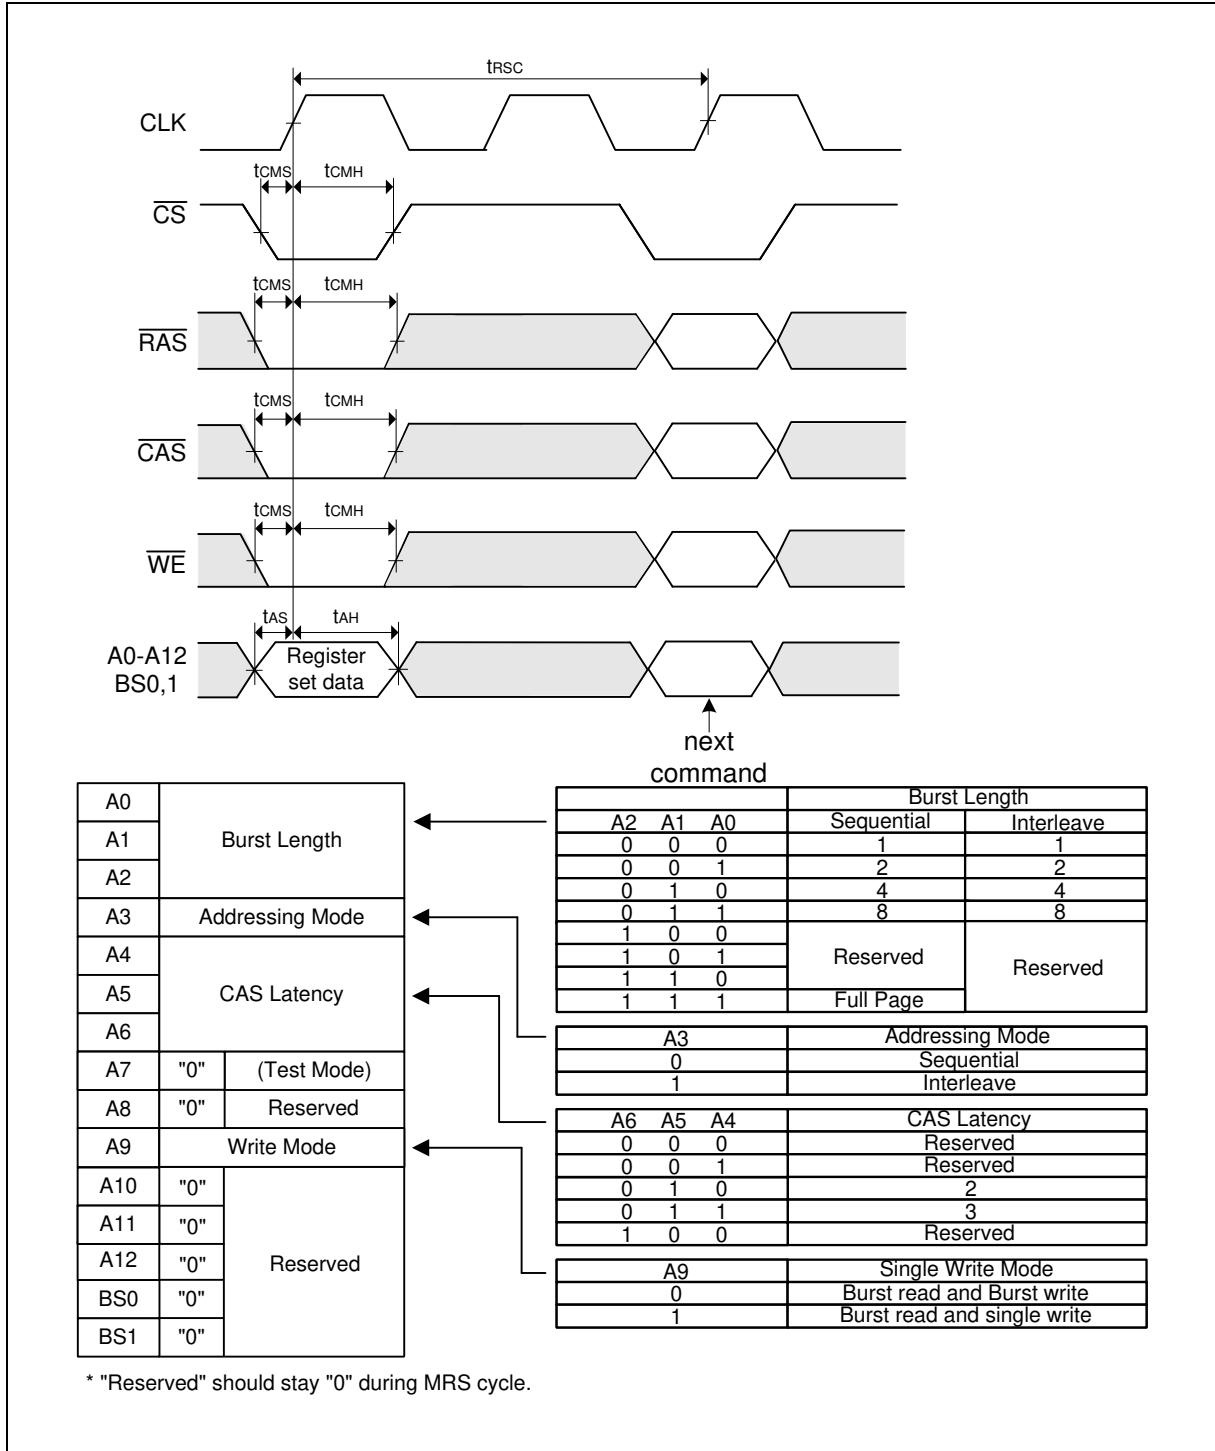 tRSC
CLK
tCMS tCMH
CS
tCMS tCMH
RAS
tCMS tCMH
CAS
tCMS tCMH
WE
tAS tAH
A0-A12
BS0,1
Register
set data
next
command
A0
A1 Burst Length
A2
A3 Addressing Mode
A4
A5 CAS Latency
A6
A7 "0" (Test Mode)
A8 "0" Reserved
A9 Write Mode
A10 "0"
A11 "0"
A12 "0" Reserved
BS0 "0"
BS1 "0"
Burst Length
A2 A1 A0 Sequential Interleave
0 0 0 1 1
0 0 1 2 2
0 1 0 4 4
0 1 1 8 8
1 0 0
1 0 1 Reserved Reserved
1 1 0
1 1 1 Full Page
A3 Addressing Mode
0 Sequential
1 Interleave
A6 A5 A4 CAS Latency
0 0 0 Reserved
0 0 1 Reserved
0 1 0 2
0 1 1 3
1 0 0 Reserved
A9 Single Write Mode
0 Burst read and Burst write
1 Burst read and single write
* "Reserved" should stay "0" during MRS cycle.